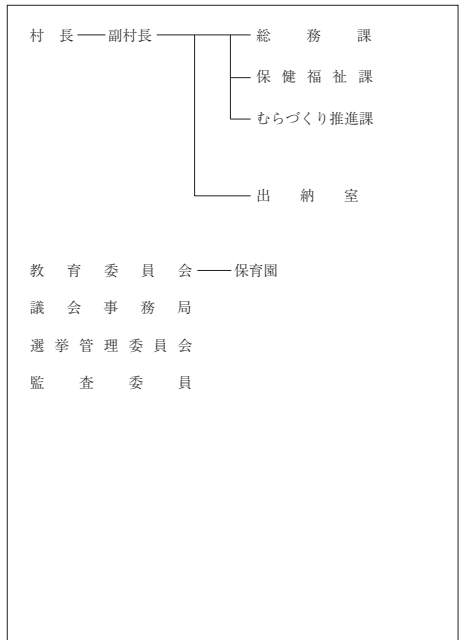 村長 副村長 総務課
保健福祉課
むらづくり推進課
出納室
教育委員会 保育園
議会事務局
選挙管理委員会
監査委員